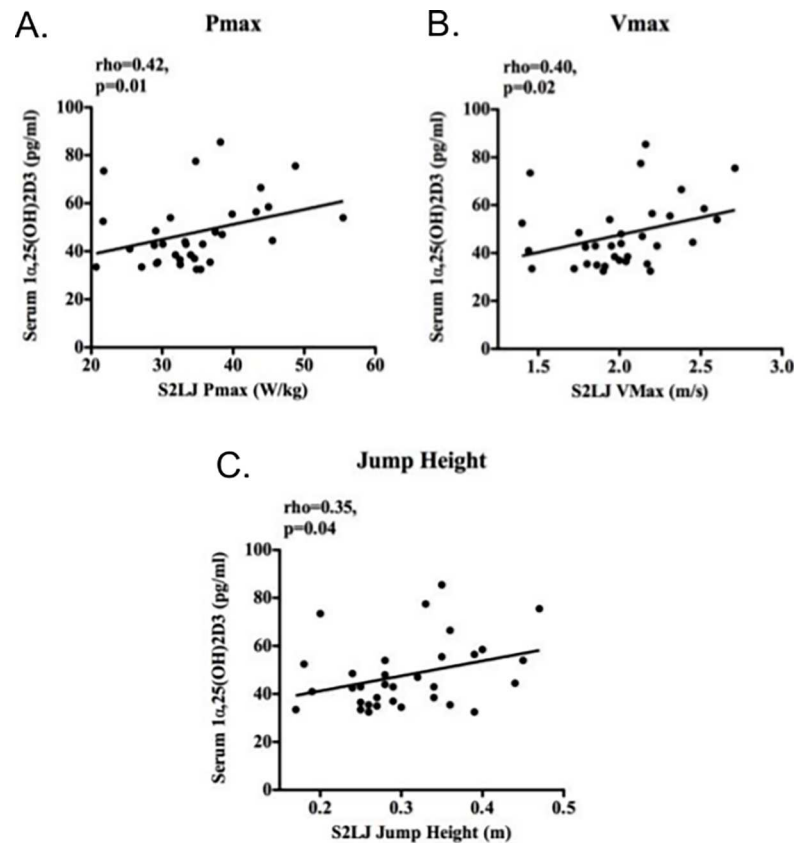 A.
Pmax
rho=0.42,
p=0.01
100
80
60
40
20
0
Serum 1α,25(OH)2D3 (pg/ml)
20 30 40 50 60
S2LJ Pmax (W/kg)
B.
Vmax
rho=0.40,
p=0.02
100
80
60
40
20
0
Serum 1α,25(OH)2D3 (pg/ml)
1.5 2.0 2.5 3.0
S2LJ VMax (m/s)
C.
Jump Height
rho=0.35,
p=0.04
100
80
60
40
20
0
Serum 1α,25(OH)2D3 (pg/ml)
0.2 0.3 0.4 0.5
S2LJ Jump Height (m)